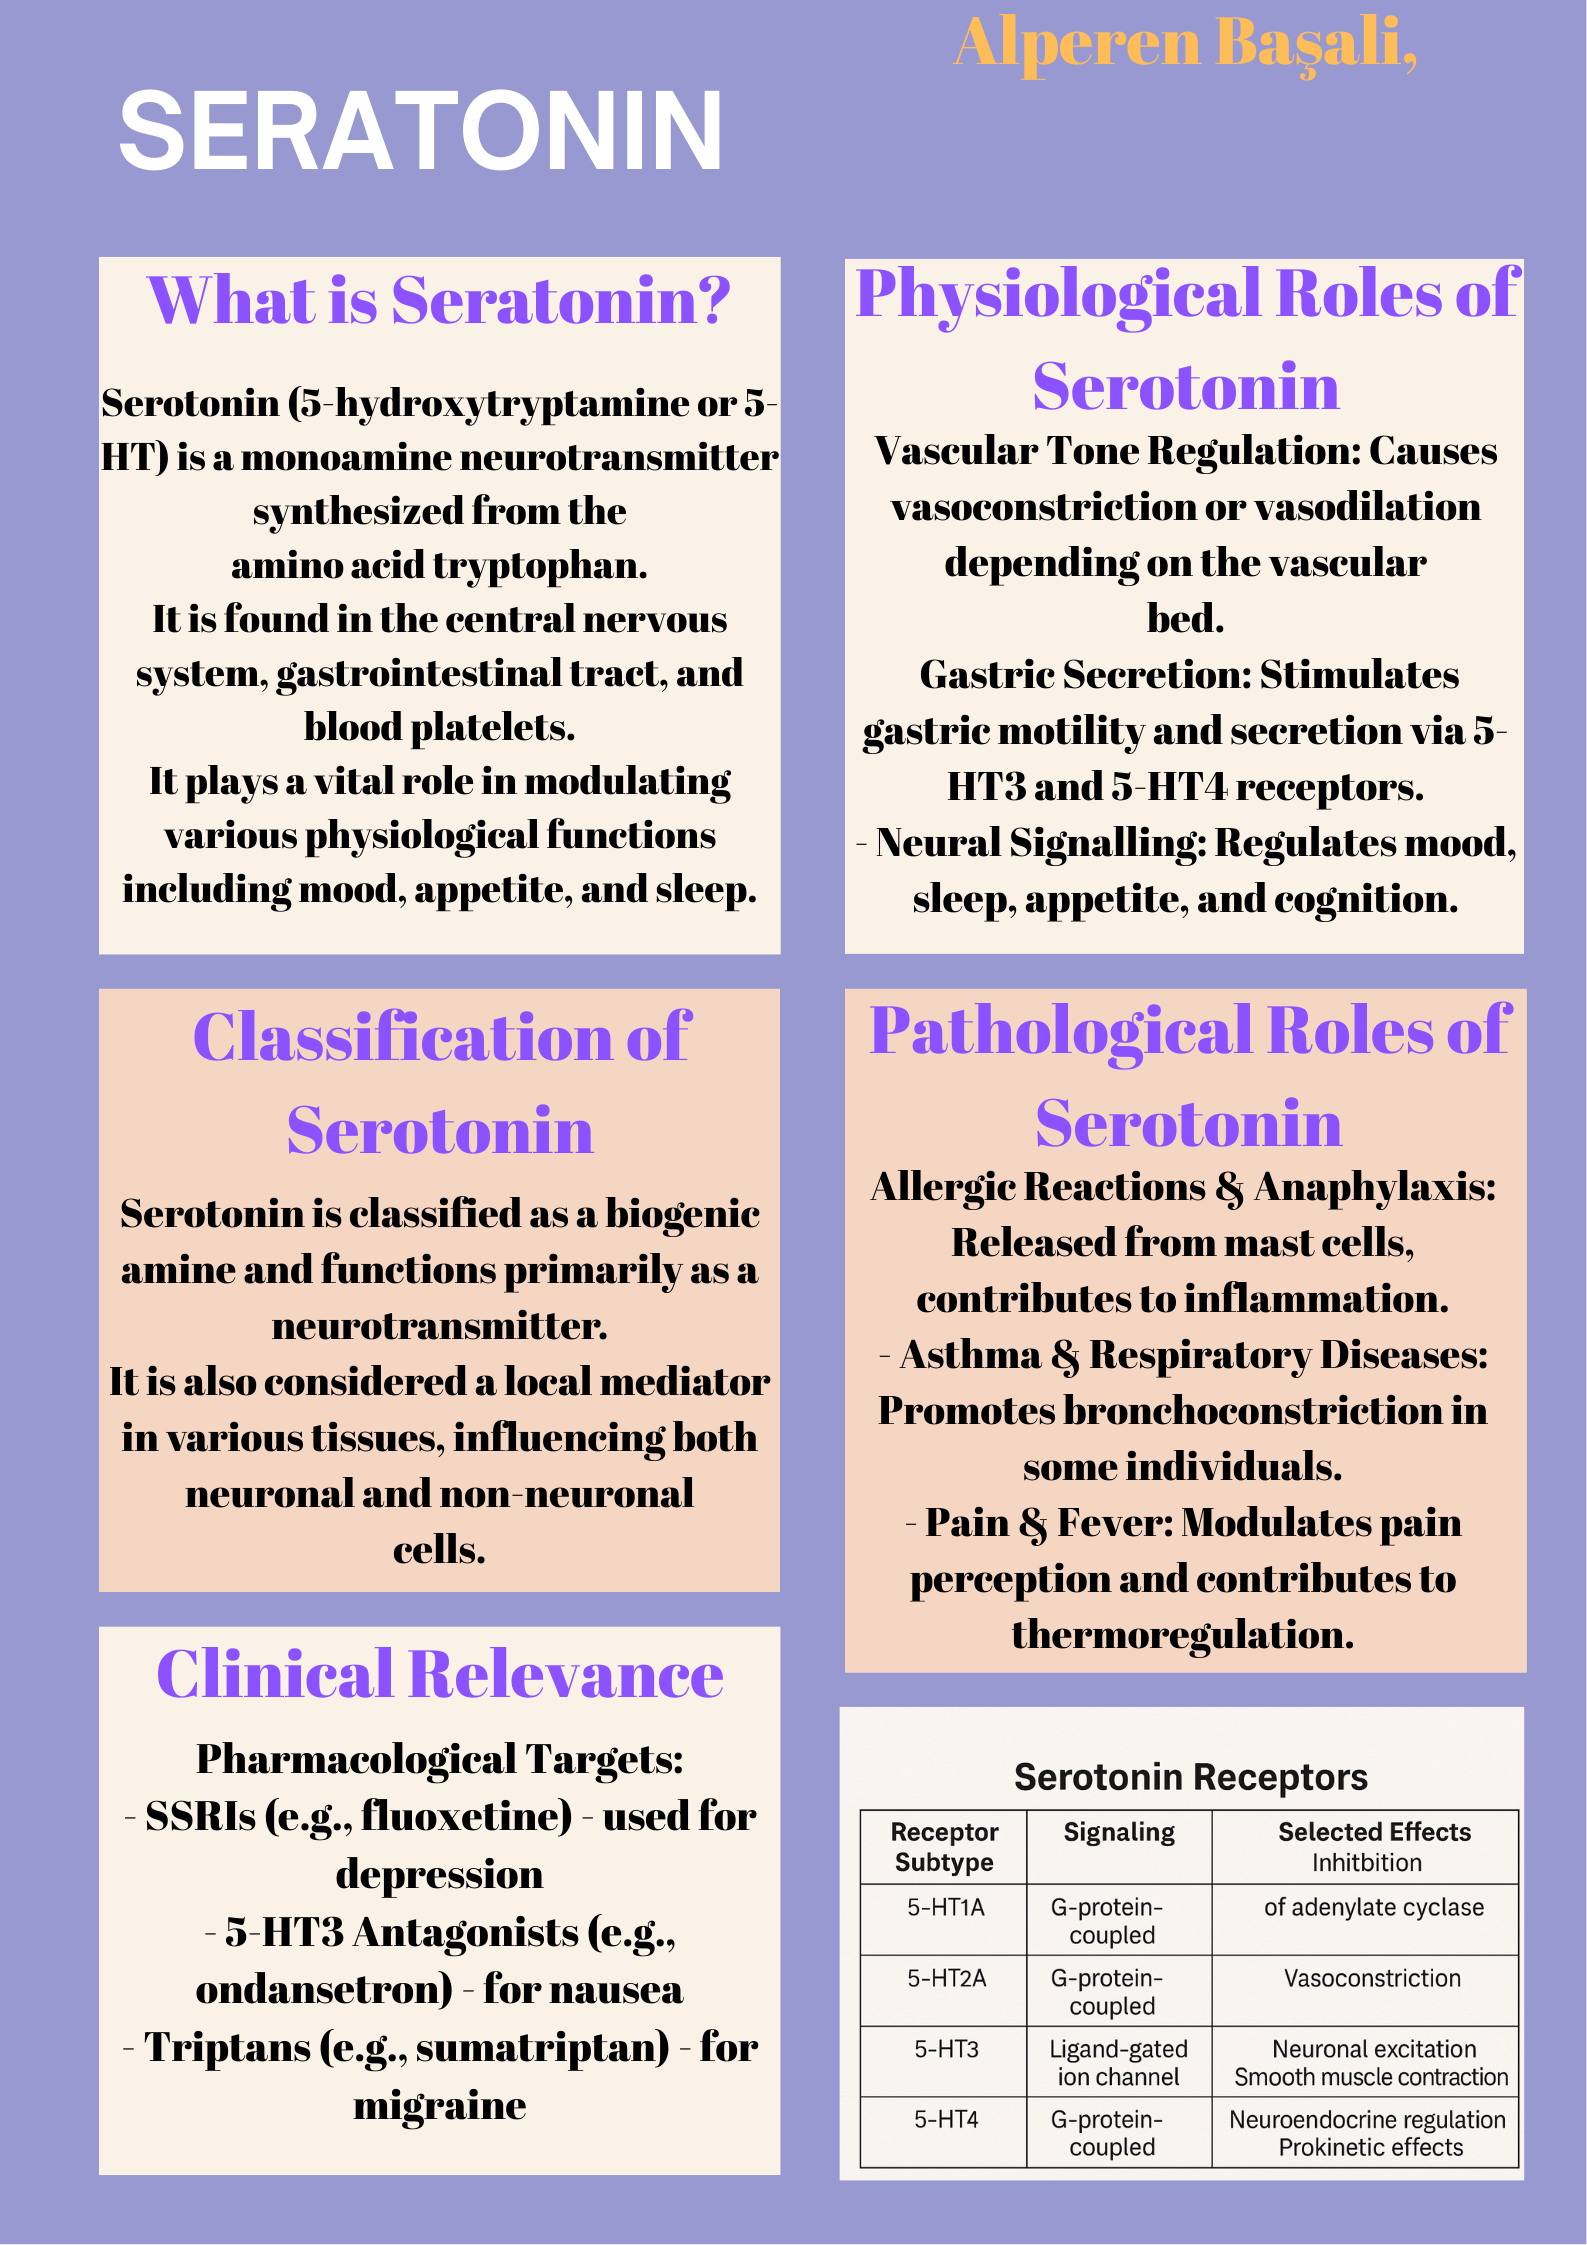 Alperen Başali,
SERATONIN
What is Seratonin?
Serotonin (5-hydroxytryptamine or 5-
HT) is a monoamine neurotransmitter
synthesized from the
amino acid tryptophan.
It is found in the central nervous
system, gastrointestinal tract, and
blood platelets.
It plays a vital role in modulating
various physiological functions
including mood, appetite, and sleep.
Physiological Roles of
Serotonin
Vascular Tone Regulation: Causes
vasoconstriction or vasodilation
depending on the vascular
bed.
Gastric Secretion: Stimulates
gastric motility and secretion via 5-
HT3 and 5-HT4 receptors.
- Neural Signalling: Regulates mood,
sleep, appetite, and cognition.
Classification of
Serotonin
Serotonin is classified as a biogenic
amine and functions primarily as a
neurotransmitter.
It is also considered a local mediator
in various tissues, influencing both
neuronal and non-neuronal
cells.
Pathological Roles of
Serotonin
Allergic Reactions & Anaphylaxis:
Released from mast cells,
contributes to inflammation.
- Asthma & Respiratory Diseases:
Promotes bronchoconstriction in
some individuals.
- Pain & Fever: Modulates pain
perception and contributes to
thermoregulation.
Clinical Relevance
Pharmacological Targets:
- SSRIs (e.g., fluoxetine) - used for
depression
- 5-HT3 Antagonists (e.g.,
ondansetron) - for nausea
- Triptans (e.g., sumatriptan) - for
migraine
Serotonin Receptors
Receptor Signaling Selected Effects
Subtype Inhitbition
5-HT1A G-protein- of adenylate cyclase
coupled
5-HT2A G-protein- Vasoconstriction
coupled
5-HT3 Ligand-gated Neuronal excitation
ion channel Smooth muscle contraction
5-HT4 G-protein- Neuroendocrine regulation
coupled Prokinetic effects